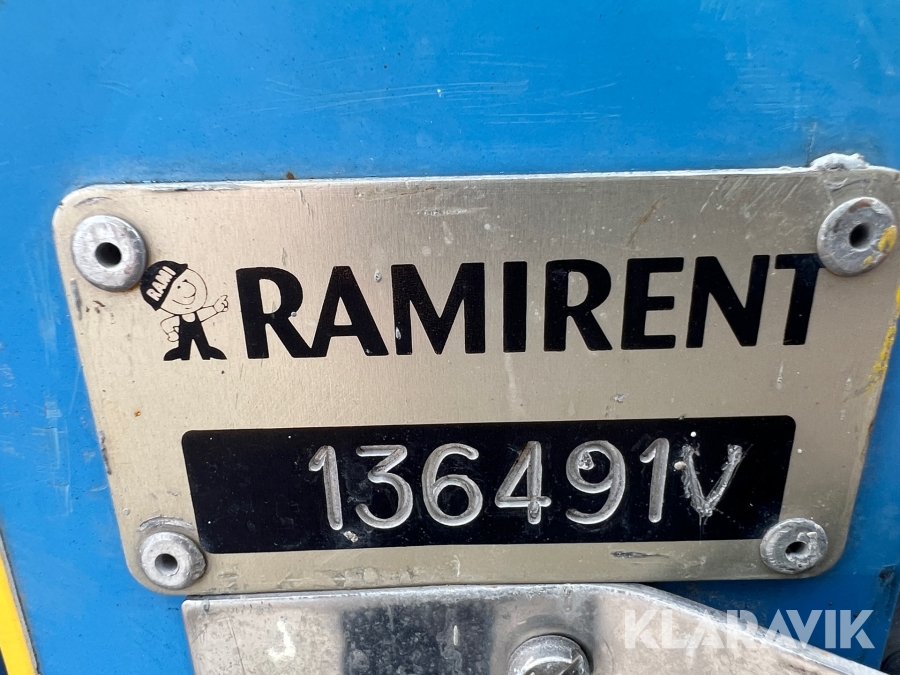 RAMI
RAMIRENT
136491V
KLARAVIK